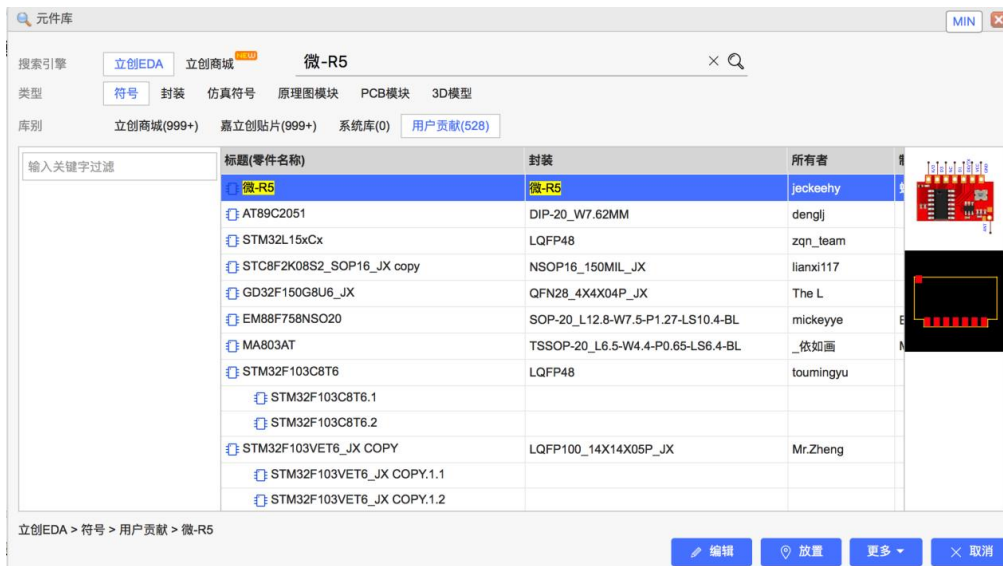 元件库 MIN
搜索引擎 立创EDA 立创商城 NEW 微-R5
类型 符号 封装 仿真符号 原理图模块 PCB模块 3D模型
库别 立创商城(999+) 嘉立创贴片(999+) 系统库(0) 用户贡献(528)
输入关键字过滤
标题(零件名称) 封装 所有者
微-R5 微-R5 jeckeehy
AT89C2051 DIP-20_W7.62MM denglj
STM32L15xCx LQFP48 zqn_team
STC8F2K08S2_SOP16_JX copy NSOP16_150MIL_JX lianxi117
GD32F150G8U6_JX QFN28_4X4X04P_JX The L
EM88F758NSO20 SOP-20_L12.8-W7.5-P1.27-LS10.4-BL mickeyye
MA803AT TSSOP-20_L6.5-W4.4-P0.65-LS6.4-BL _依如画
STM32F103C8T6 LQFP48 toumingyu
STM32F103C8T6.1
STM32F103C8T6.2
STM32F103VET6_JX COPY LQFP100_14X14X05P_JX Mr.Zheng
STM32F103VET6_JX COPY.1.1
STM32F103VET6_JX COPY.1.2
立创EDA > 符号 > 用户贡献 > 微-R5
编辑 放置 更多 取消